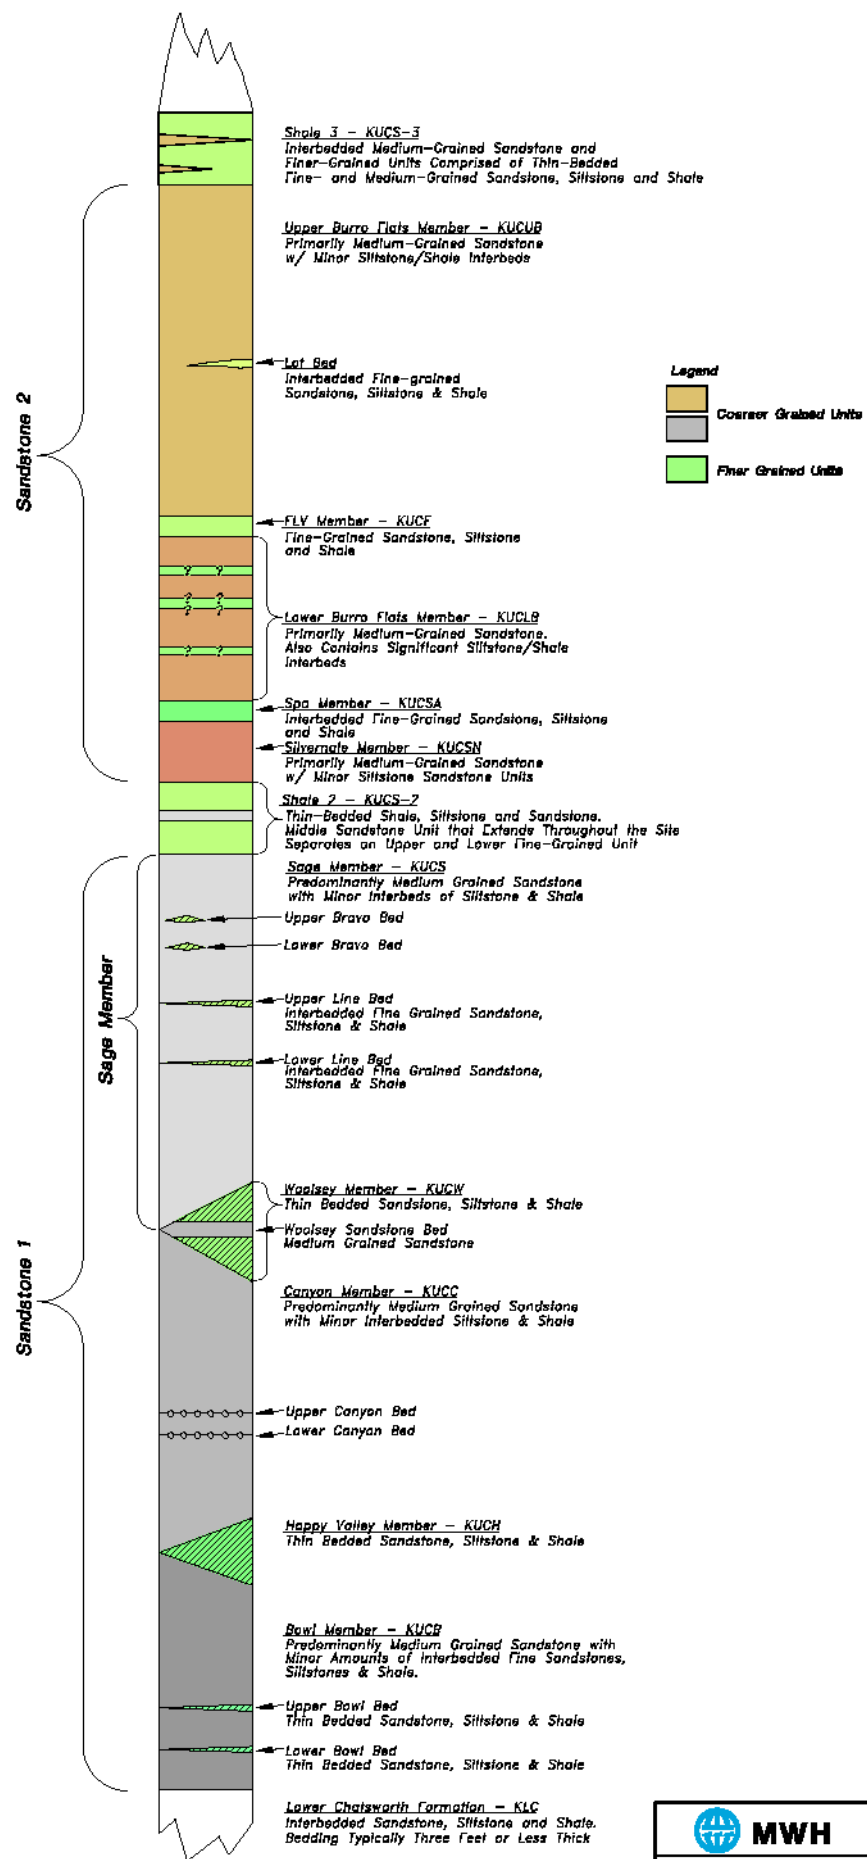 Shale 3 - KUCS-3
Interbedded Medium-Grained Sandstone and
Finer-Grained Units Comprised of Thin-Bedded
Fine- and Medium-Grained Sandstone, Siltstone and Shale
Upper Burro Flats Member - KUCUB
Primarily Medium-Grained Sandstone
w/ Minor Siltstone/Shale Interbeds
Lot Bed
Interbedded Fine-grained
Sandstone, Siltstone & Shale
Legend
Coarser Grained Units
Finer Grained Units
Sandstone 2
FLV Member - KUCF
Fine-Grained Sandstone, Siltstone
and Shale
? ?
? ?
? ?
? ?
Lower Burro Flats Member - KUCLB
Primarily Medium-Grained Sandstone.
Also Contains Significant Siltstone/Shale
Interbeds
Spa Member - KUCSA
Interbedded Fine-Grained Sandstone, Siltstone
and Shale
Silvernale Member - KUCSN
Primarily Medium-Grained Sandstone
w/ Minor Siltstone Sandstone Units
Shale 2 - KUCS-2
Thin-Bedded Shale, Siltstone and Sandstone.
Middle Sandstone Unit that Extends Throughout the Site
Separates an Upper and Lower Fine-Grained Unit
Sage Member - KUCS
Predominantly Medium Grained Sandstone
with Minor Interbeds of Siltstone & Shale
Upper Bravo Bed
Lower Bravo Bed
Sage Member
Upper Line Bed
Interbedded Fine Grained Sandstone,
Siltstone & Shale
Lower Line Bed
Interbedded Fine Grained Sandstone,
Siltstone & Shale
Woolsey Member - KUCW
Thin Bedded Sandstone, Siltstone & Shale
Woolsey Sandstone Bed
Medium Grained Sandstone
Sandstone 1
Canyon Member - KUCC
Predominantly Medium Grained Sandstone
with Minor Interbedded Siltstone & Shale
Upper Canyon Bed
Lower Canyon Bed
Happy Valley Member - KUCH
Thin Bedded Sandstone, Siltstone & Shale
Bowl Member - KUCB
Predominantly Medium Grained Sandstone with
Minor Amounts of Interbedded Fine Sandstones,
Siltstones & Shale.
Upper Bowl Bed
Thin Bedded Sandstone, Siltstone & Shale
Lower Bowl Bed
Thin Bedded Sandstone, Siltstone & Shale
Lower Chatsworth Formation - KLC
Interbedded Sandstone, Siltstone and Shale.
Bedding Typically Three Feet or Less Thick
MWH